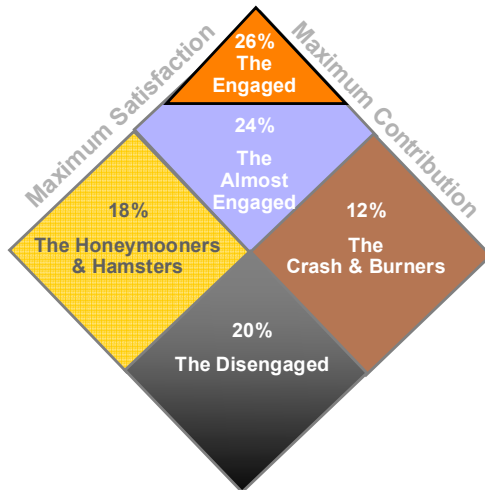 Maximum Satisfaction
Maximum Contribution
26%
The
Engaged
24%
The
Almost
Engaged
18%
The Honeymooners
& Hamsters
12%
The
Crash & Burners
20%
The Disengaged